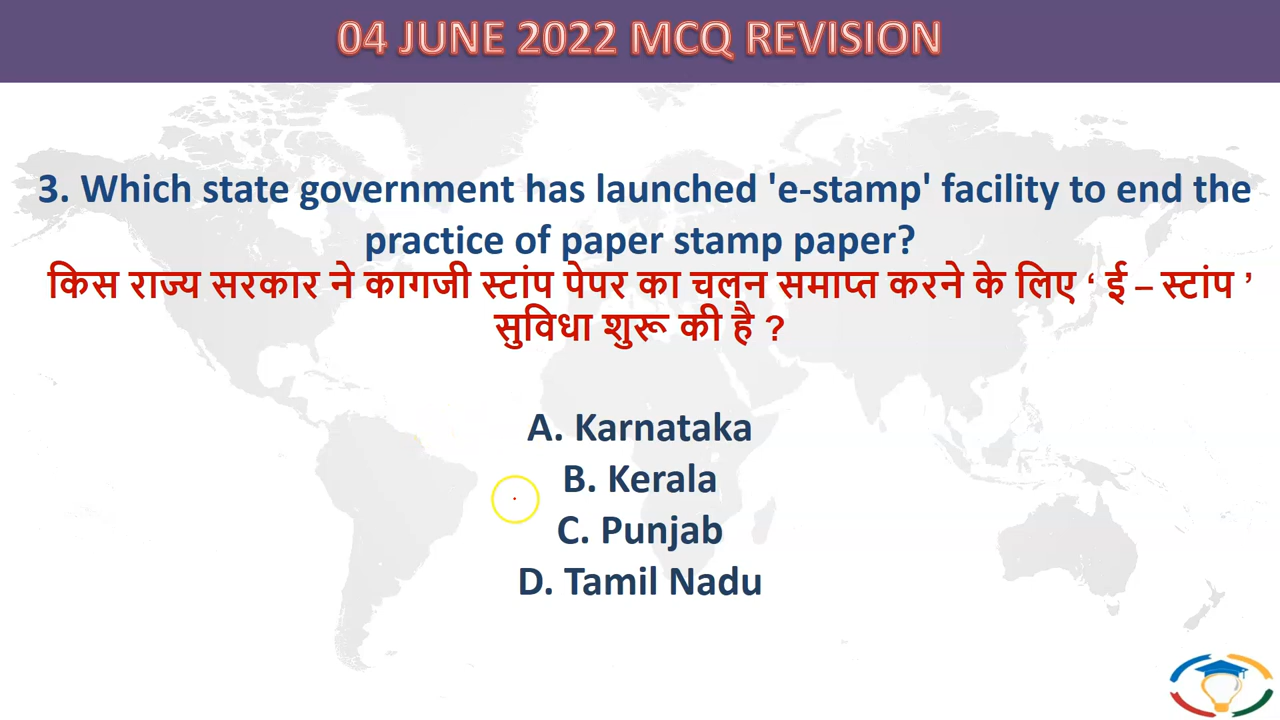 04 JUNE 2022 MCQ REVISION
3. Which state government has launched 'e-stamp' facility to end the
practice of paper stamp paper?
किस राज्य सरकार ने कागजी स्टांप पेपर का चलन समाप्त करने के लिए ‘ ई – स्टांप ’
सुविधा शुरू की है ?
A. Karnataka
B. Kerala
C. Punjab
D. Tamil Nadu